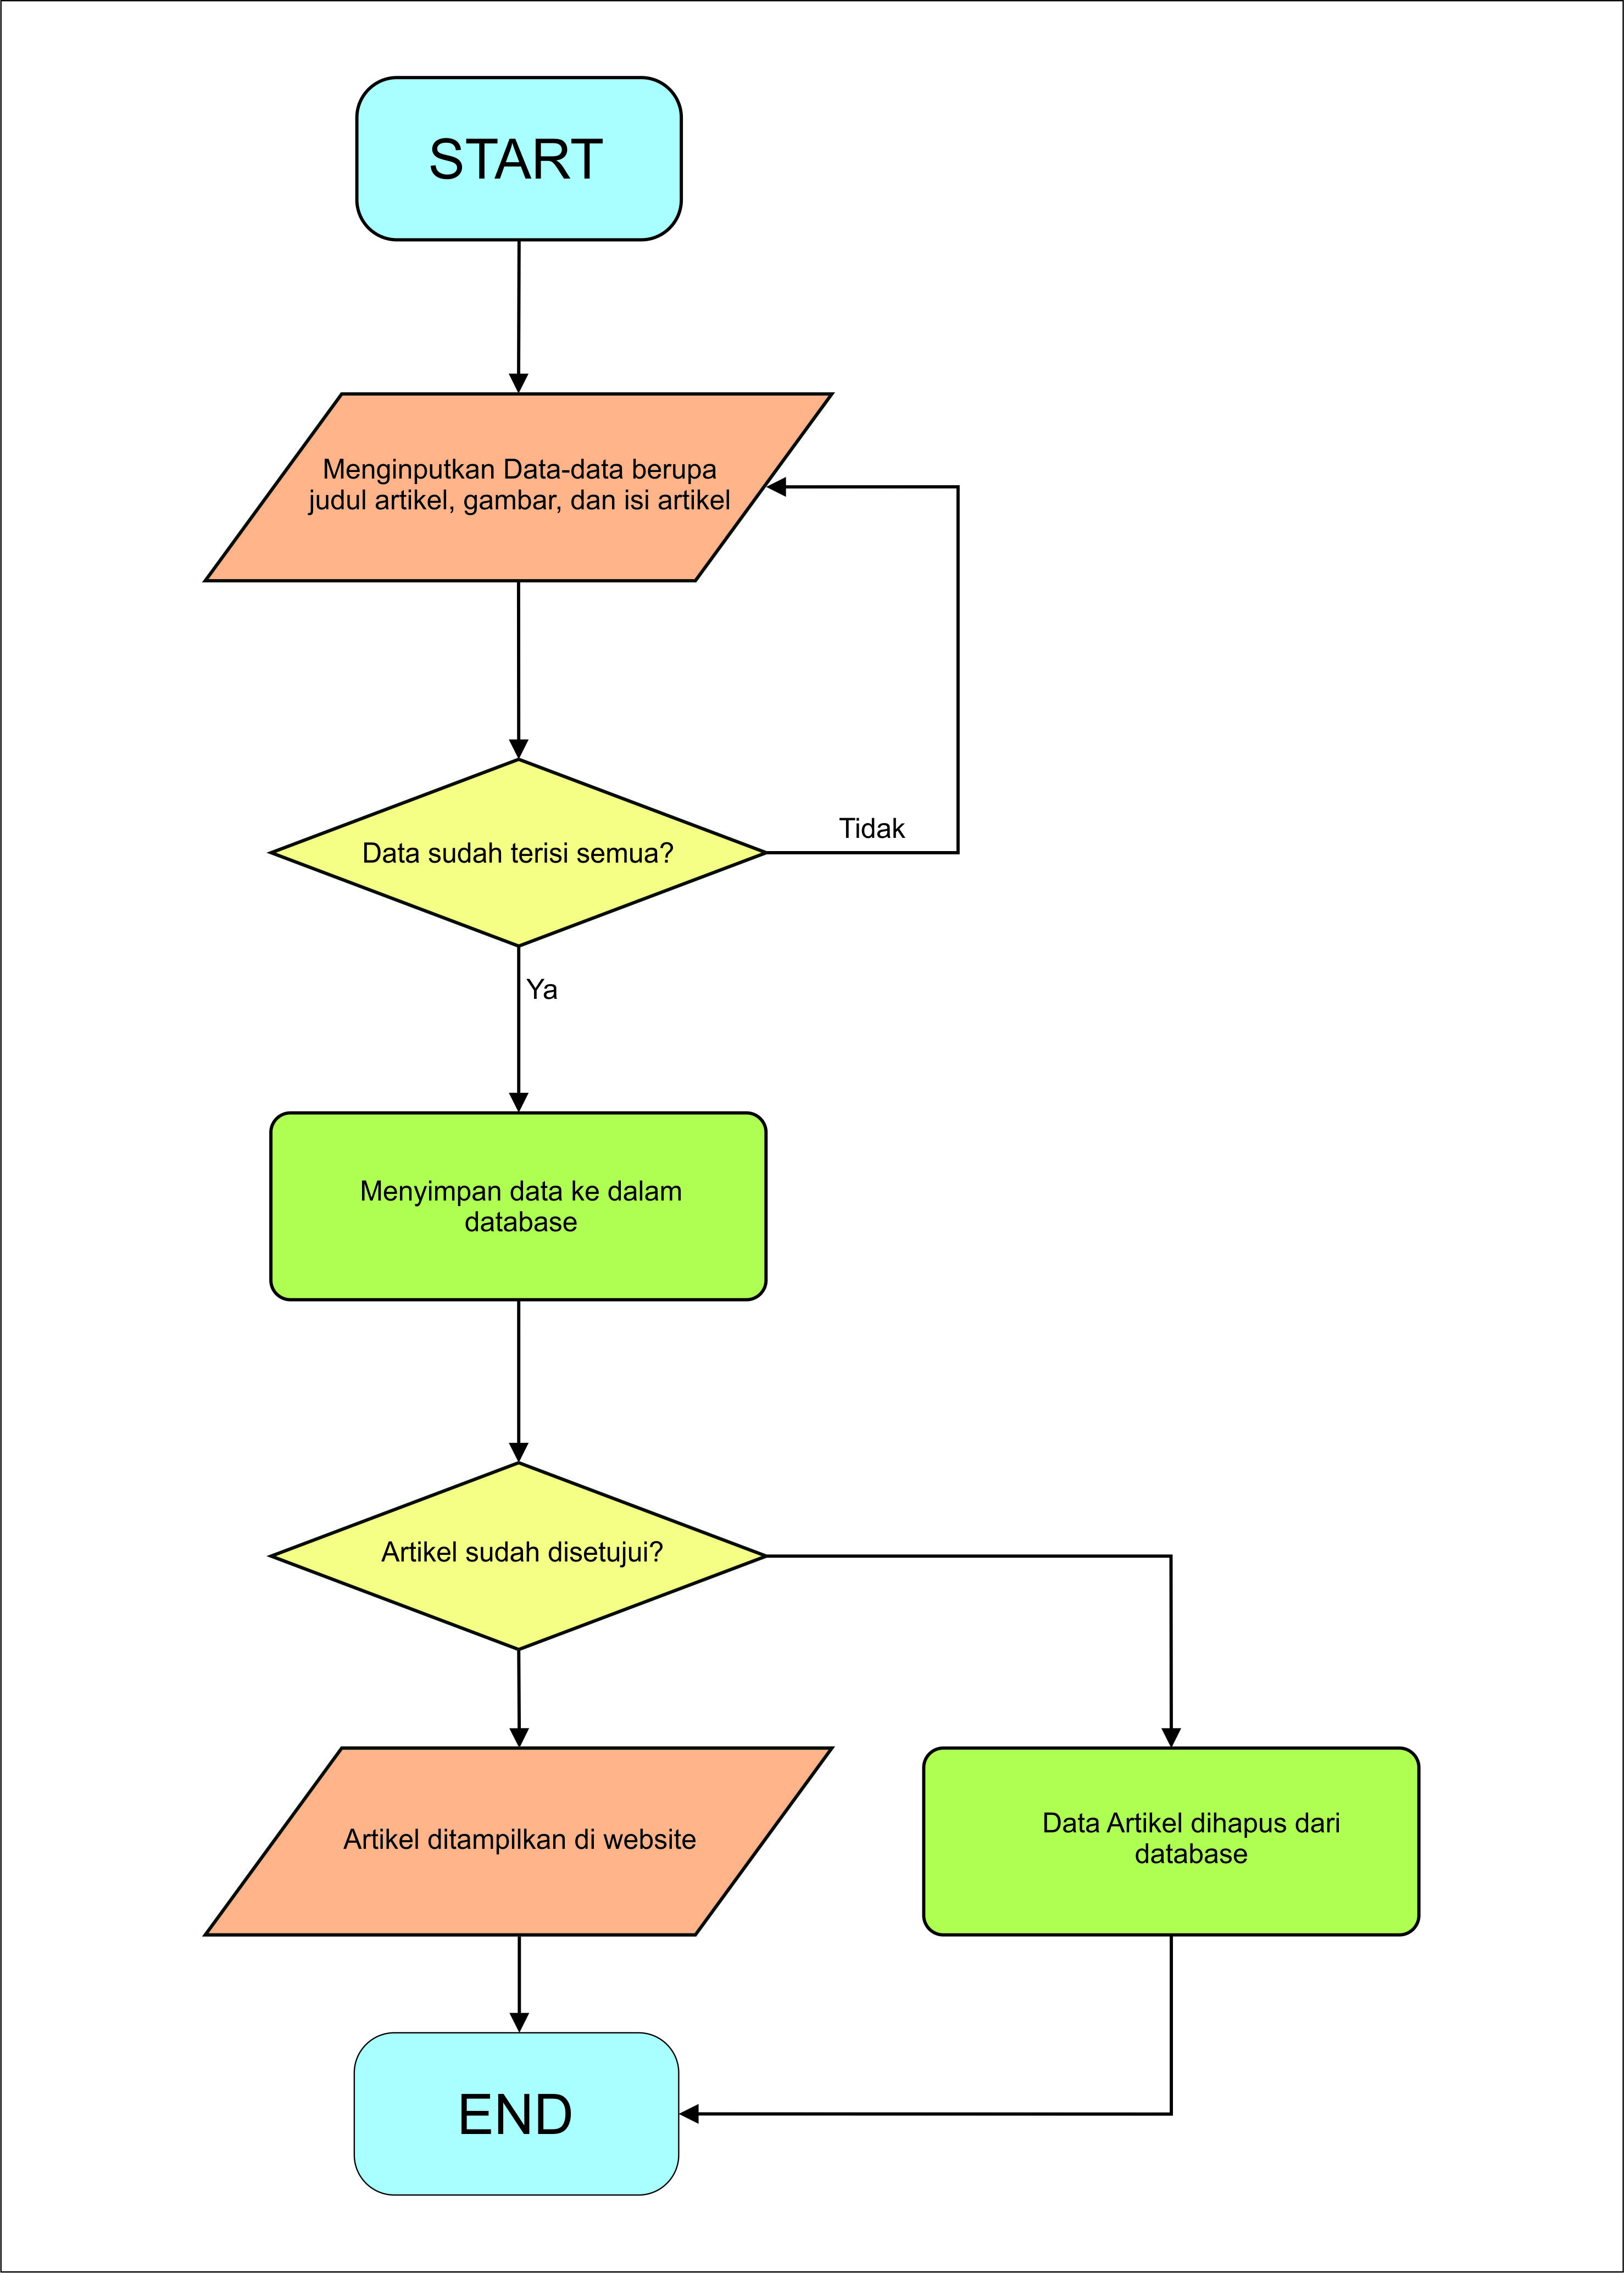 START
Menginputkan Data-data berupa
judul artikel, gambar, dan isi artikel
Data sudah terisi semua?
Tidak
Ya
Menyimpan data ke dalam
database
Artikel sudah disetujui?
Artikel ditampilkan di website
Data Artikel dihapus dari
database
END